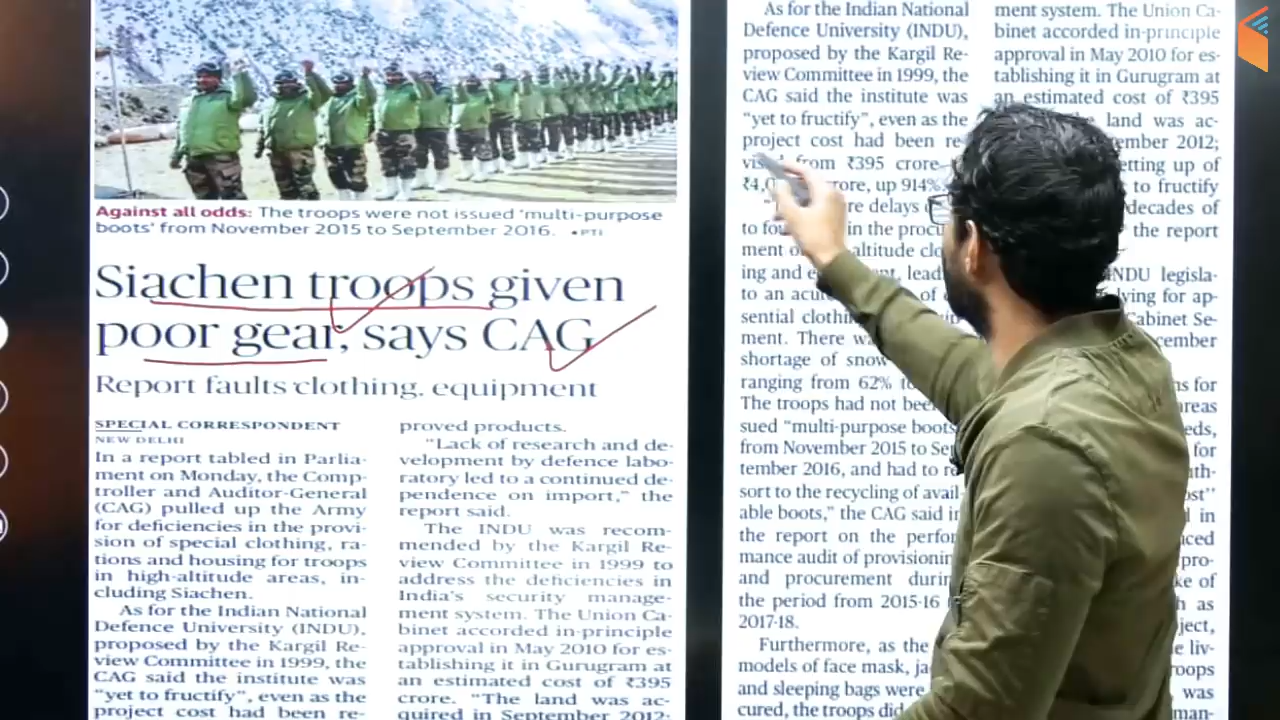 Against all odds: The troops were not issued 'multi-purpose
boots' from November 2015 to September 2016. •PTI
Siachen troops given
poor gear, says CAG
Report faults clothing, equipment
SPECIAL CORRESPONDENT
NEW DELHI
In a report tabled in Parlia-
ment on Monday, the Comp-
troller and Auditor-General
(CAG) pulled up the Army
for deficiencies in the provi-
sion of special clothing, ra-
tions and housing for troops
in high-altitude areas, in-
cluding Siachen.
As for the Indian National
Defence University (INDU),
proposed by the Kargil Re-
view Committee in 1999, the
CAG said the institute was
"yet to fructify", even as the
project cost had been re-
proved products.
"Lack of research and de-
velopment by defence labo-
ratory led to a continued de-
pendence on import," the
report said.
The INDU was recom-
mended by the Kargil Re-
view Committee in 1999 to
address the deficiencies in
India's security manage-
ment system. The Union Ca-
binet accorded in-principle
approval in May 2010 for es-
tablishing it in Gurugram at
an estimated cost of ₹395
crore. "The land was ac-
quired in September 2012;
As for the Indian National
Defence University (INDU),
proposed by the Kargil Re-
view Committee in 1999, the
CAG said the institute was
"yet to fructify", even as the
project cost had been re-
from ₹395 crore
up 914%.
delays
in the procu
ment altitude clo
ing and lead
to an acu of
sential clothin
ment. There
shortage of snow
ranging from 62%
The troops had not been
sued "multi-purpose boots
from November 2015 to Sep
tember 2016, and had to re
sort to the recycling of avail
able boots," the CAG said in
the report on the perfor
mance audit of provisioning
and procurement during
the period from 2015-16
2017-18.
Furthermore, as the
models of face mask, ja
and sleeping bags were
cured, the troops did
ment system. The Union Ca-
binet accorded in-principle
approval in May 2010 for es-
tablishing it in Gurugram at
an estimated cost of ₹395
land was ac-
ember 2012;
etting up of
to fructify
decades of
the report
INDU legisla-
lying for ap-
Cabinet Se-
cember
ns for
areas
eds,
for
ath-
ost"
in
aced
pro-
ke of
h as
ject,
e liv-
roops
was
man-